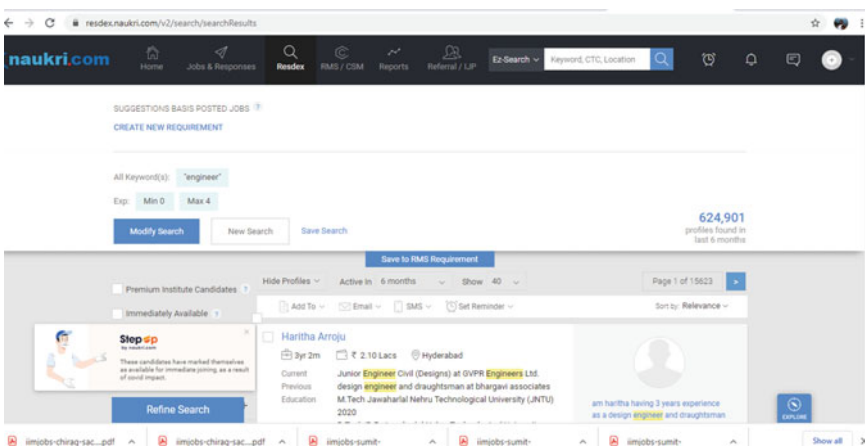 resdex.naukri.com/v2/search/searchResults
naukri.com
Home
Jobs & Responses
Resdex
RMS / CSM
Reports
Referral / IJP
Ez-Search
Keyword, CTC, Location
SUGGESTIONS BASIS POSTED JOBS ?
CREATE NEW REQUIREMENT
All Keyword(s): "engineer"
Exp: Min 0 Max 4
Modify Search
New Search
Save Search
624,901
profiles found in
last 6 months
Save to RMS Requirement
Premium Institute Candidates ?
Immediately Available ?
Hide Profiles
Active in 6 months
Show 40
Page 1 of 15623 >
Add To
Email
SMS
Set Reminder
Sort by: Relevance
Step up
by naukri.com
These candidates have marked themselves
as available for immediate joining, as a result
of covid impact.
Refine Search
Haritha Arroju
3yr 2m ₹ 2.10 Lacs Hyderabad
Current Junior Engineer Civil (Designs) at GVPR Engineers Ltd.
Previous design engineer and draughtsman at bhargavi associates
Education M.Tech Jawaharlal Nehru Technological University (JNTU)
2020
am haritha having 3 years experience
as a design engineer and draughtsman
EXPLORE
iimjobs-chirag-sac....pdf
iimjobs-chirag-sac....pdf
iimjobs-sumit-
iimjobs-sumit-
iimjobs-sumit-
Show all